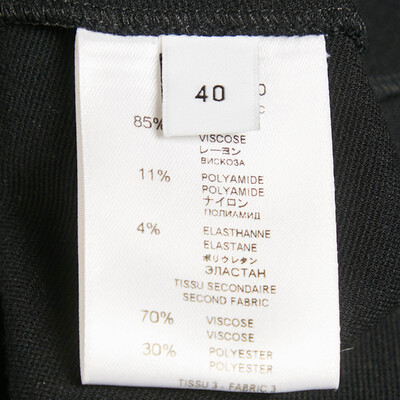 40
85%
VISCOSE
レーヨン
ВИСКОЗА
11% POLYAMIDE
POLYAMIDE
ナイロン
ПОЛИАМИД
4% ELASTHANNE
ELASTANE
ポリウレタン
ЭЛАСТАН
TISSU SECONDAIRE
SECOND FABRIC
70% VISCOSE
VISCOSE
30% POLYESTER
POLYESTER
TISSU 3 - FABRIC 3